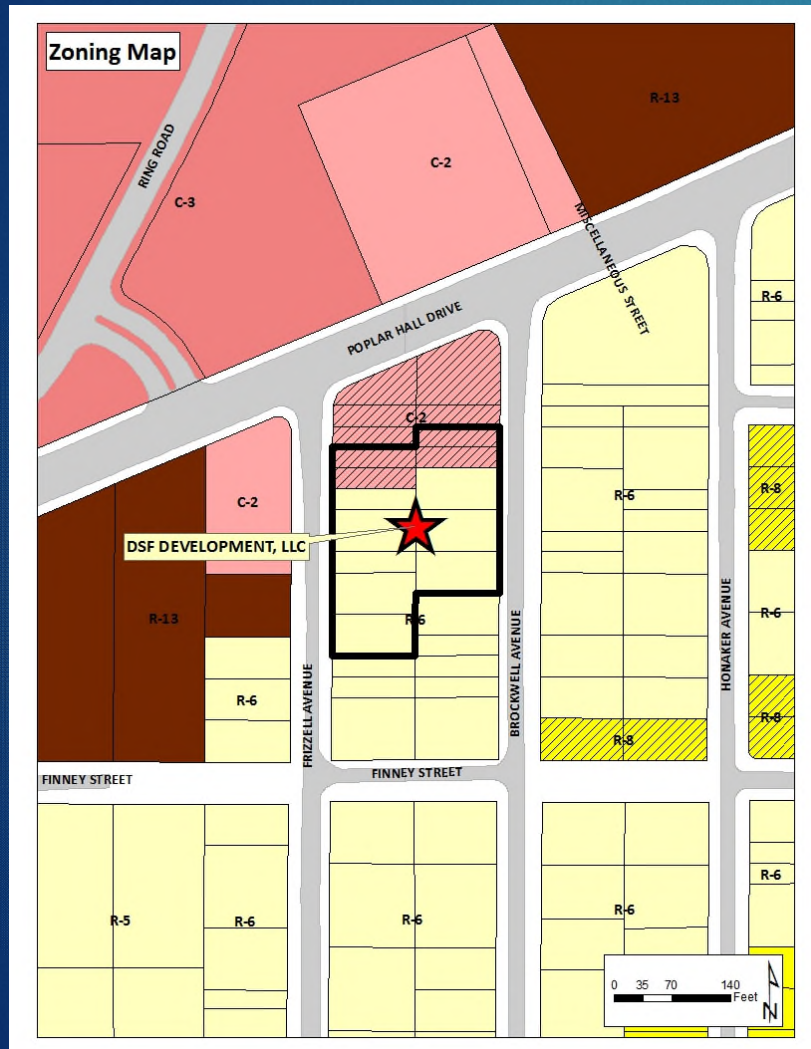 Zoning Map
R-13
RING ROAD
C-2
C-3
MISCELLANEOUS STREET
R-6
POPLAR HALL DRIVE
C-2
C-2
R-6
R-8
DSF DEVELOPMENT, LLC
R-13
R-6
R-6
R-6
FRIZZELL AVENUE
BROCKWELL AVENUE
HONAKER AVENUE
R-8
R-8
FINNEY STREET
FINNEY STREET
R-6
R-5
R-6
R-6
R-6
0 35 70 140
Feet
N